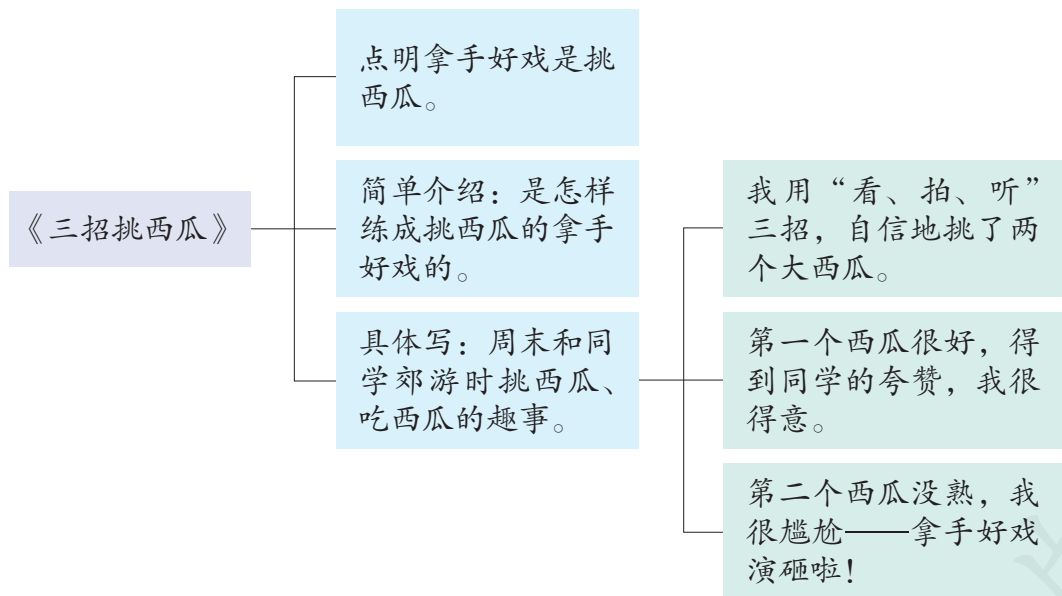 《三招挑西瓜》
点明拿手好戏是挑
西瓜。
简单介绍：是怎样
练成挑西瓜的拿手
好戏的。
具体写：周末和同
学郊游时挑西瓜、
吃西瓜的趣事。
我用“看、拍、听”
三招，自信地挑了两
个大西瓜。
第一个西瓜很好，得
到同学的夸赞，我很
得意。
第二个西瓜没熟，我
很尴尬——拿手好戏
演砸啦！